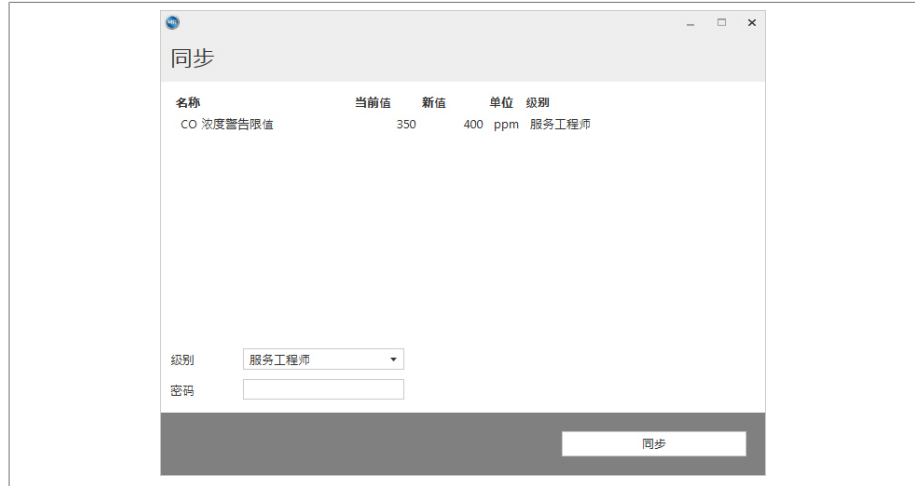 同步
名称 当前值 新值 单位 级别
CO 浓度警告限值 350 400 ppm 服务工程师
级别 服务工程师
密码
同步